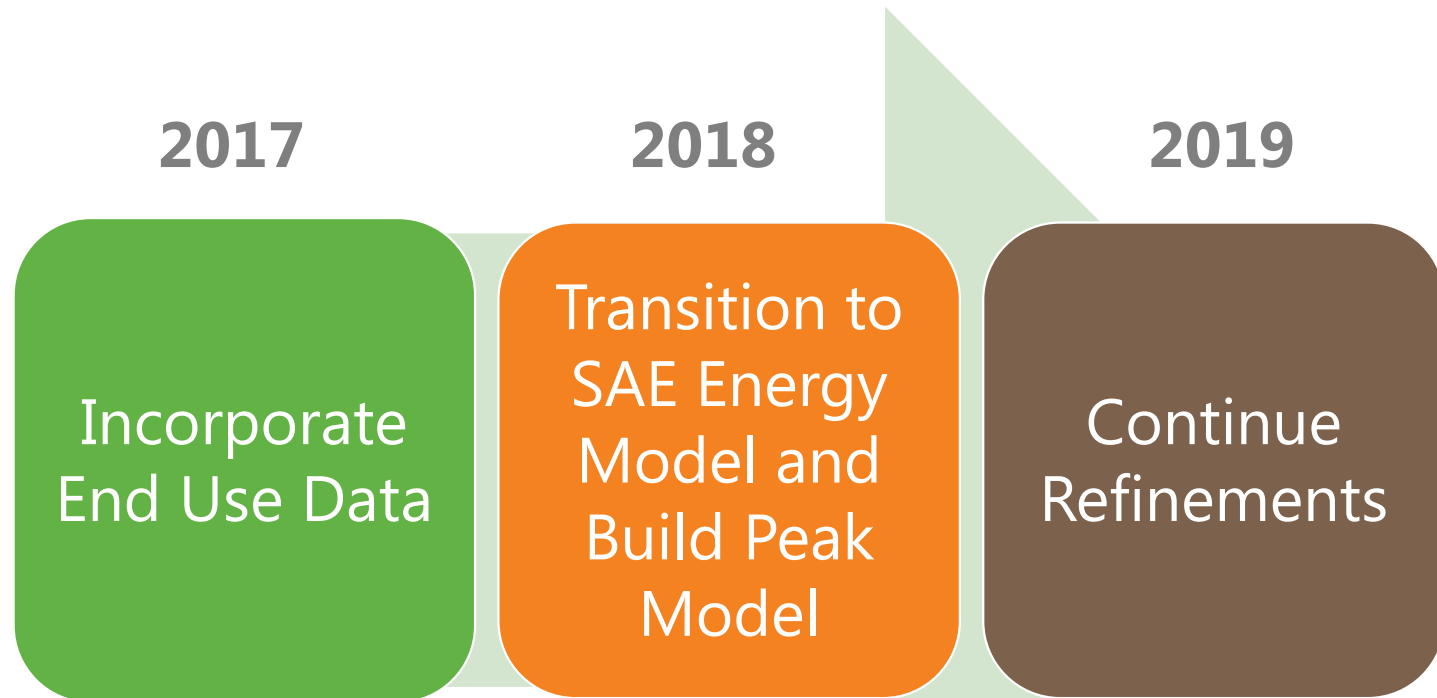 2017
2018
2019
Incorporate
End Use Data
Transition to
SAE Energy
Model and
Build Peak
Model
Continue
Refinements